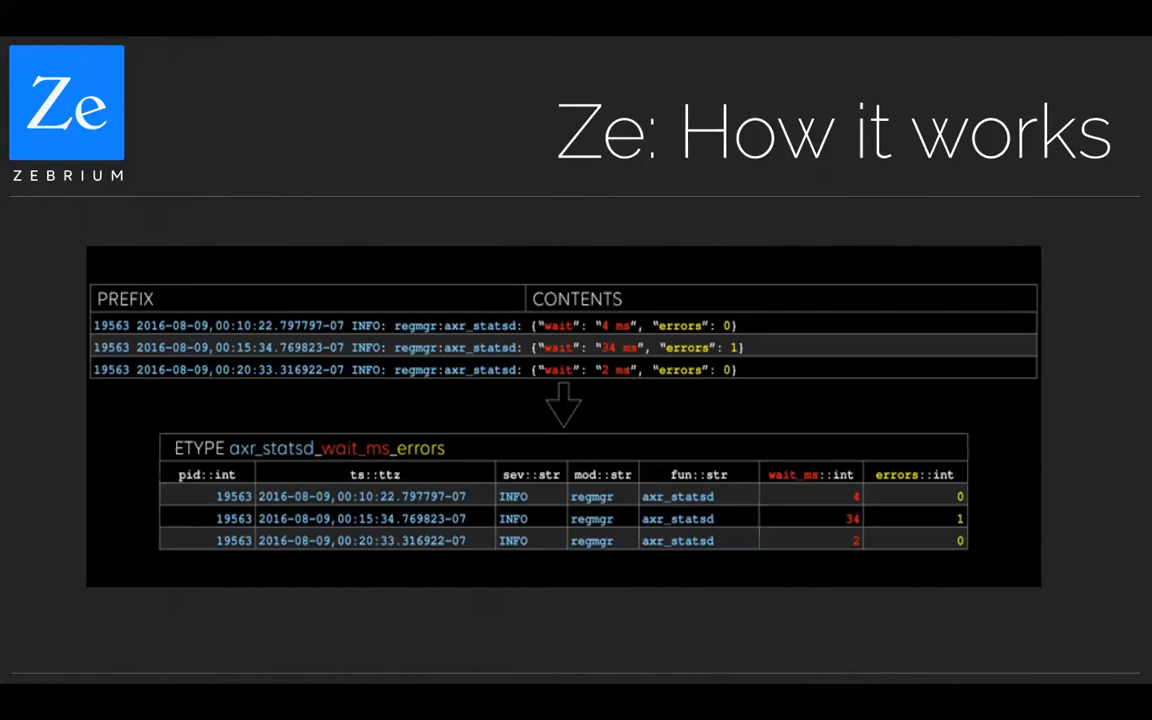 Ze
ZEBRIUM
Ze: How it works
PREFIX CONTENTS
19563 2016-08-09,00:10:22.797797-07 INFO: regmgr:axr_statsd: {"wait": "4 ms", "errors": 0}
19563 2016-08-09,00:15:34.769823-07 INFO: regmgr:axr_statsd: {"wait": "34 ms", "errors": 1}
19563 2016-08-09,00:20:33.316922-07 INFO: regmgr:axr_statsd: {"wait": "2 ms", "errors": 0}
ETYPE axr_statsd_wait_ms_errors
pid::int ts::ttz sev::str mod::str fun::str wait_ms::int errors::int
19563 2016-08-09,00:10:22.797797-07 INFO regmgr axr_statsd 4 0
19563 2016-08-09,00:15:34.769823-07 INFO regmgr axr_statsd 34 1
19563 2016-08-09,00:20:33.316922-07 INFO regmgr axr_statsd 2 0